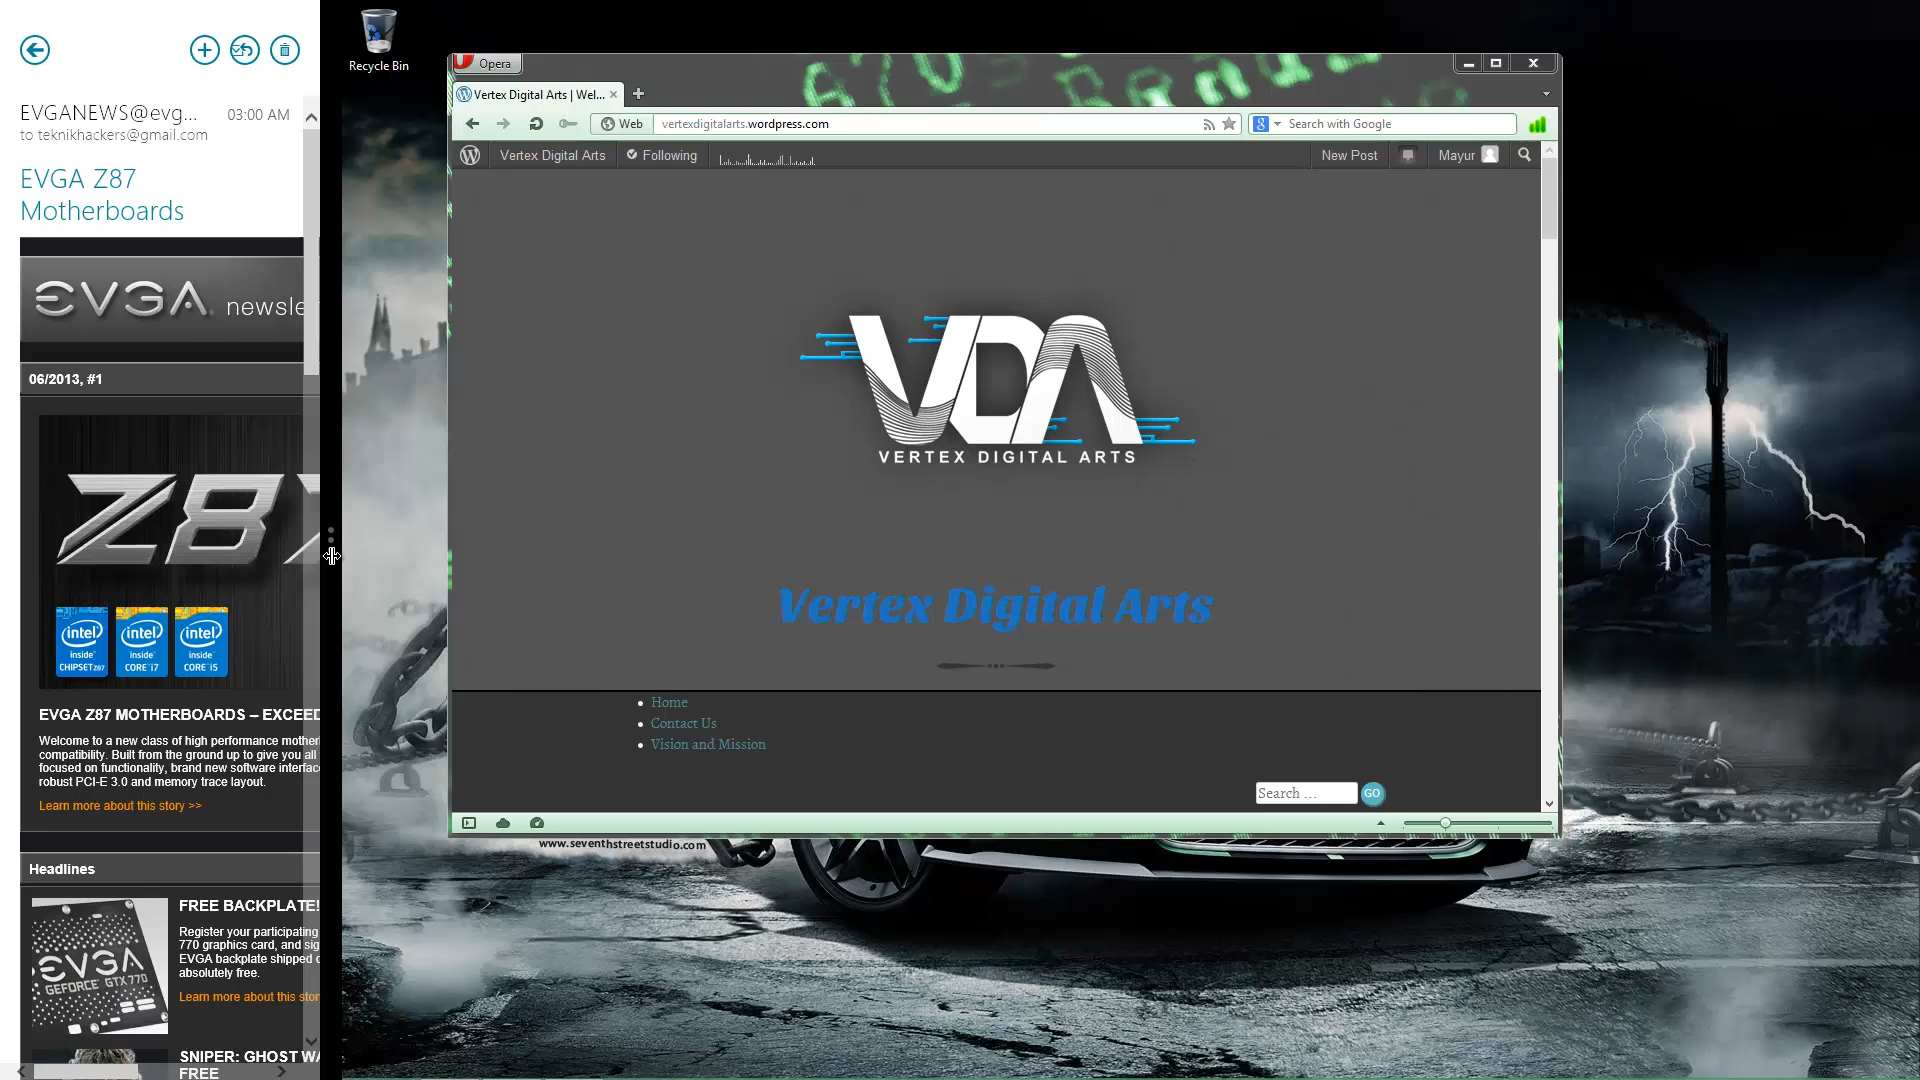 EVGANEWS@evg...
03:00 AM
to teknikhackers@gmail.com
EVGA Z87
Motherboards
EVGA newsle
06/2013, #1
Z87
intel inside CHIPSET Z87
intel inside CORE i7
intel inside CORE i5
EVGA Z87 MOTHERBOARDS – EXCEED
Welcome to a new class of high performance mother
compatibility. Built from the ground up to give you all
focused on functionality, brand new software interfac
robust PCI-E 3.0 and memory trace layout.
Learn more about this story >>
Headlines
EVGA
GEFORCE GTX 770
FREE BACKPLATE!
Register your participating
770 graphics card, and sig
EVGA backplate shipped
absolutely free.
Learn more about this stor
SNIPER: GHOST WA
FREE
Recycle Bin
Opera
Vertex Digital Arts | Wel...
Web
vertexdigitalarts.wordpress.com
Search with Google
Vertex Digital Arts
Following
New Post
Mayur
VDA
VERTEX DIGITAL ARTS
Vertex Digital Arts
Home
Contact Us
Vision and Mission
Search ...
GO
www.seventhstreetstudio.com